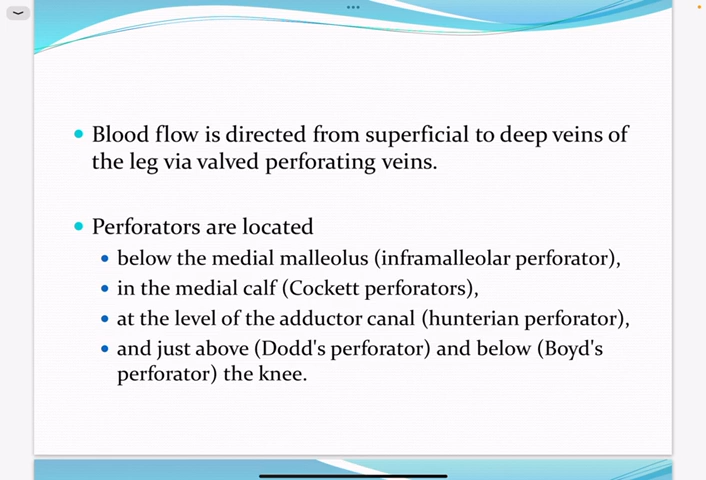 Blood flow is directed from superficial to deep veins of
the leg via valved perforating veins.
Perforators are located
below the medial malleolus (inframalleolar perforator),
in the medial calf (Cockett perforators),
at the level of the adductor canal (hunterian perforator),
and just above (Dodd's perforator) and below (Boyd's
perforator) the knee.